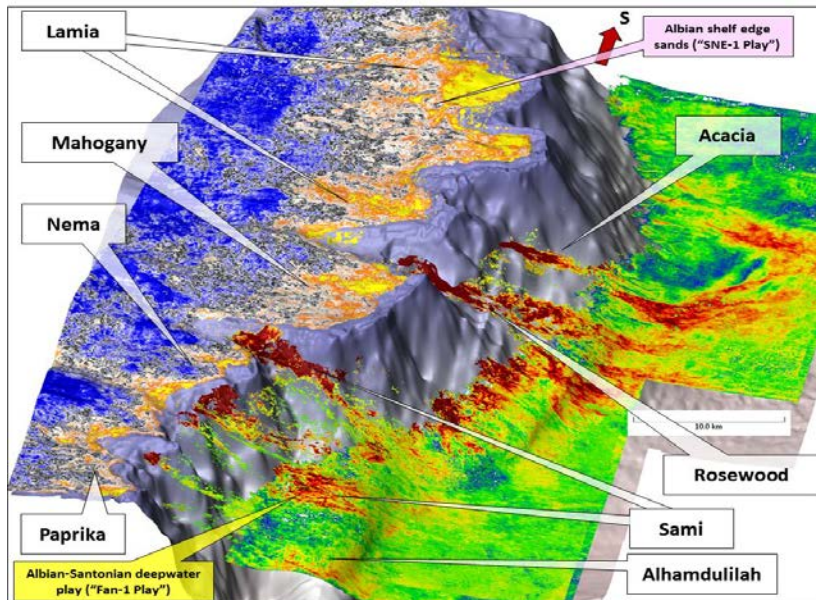 Lamia
S
Albian shelf edge
sands ("SNE-1 Play")
Mahogany
Acacia
Nema
10.0 km
Rosewood
Paprika
Sami
Albian-Santonian deepwater
play ("Fan-1 Play")
Alhamdulilah